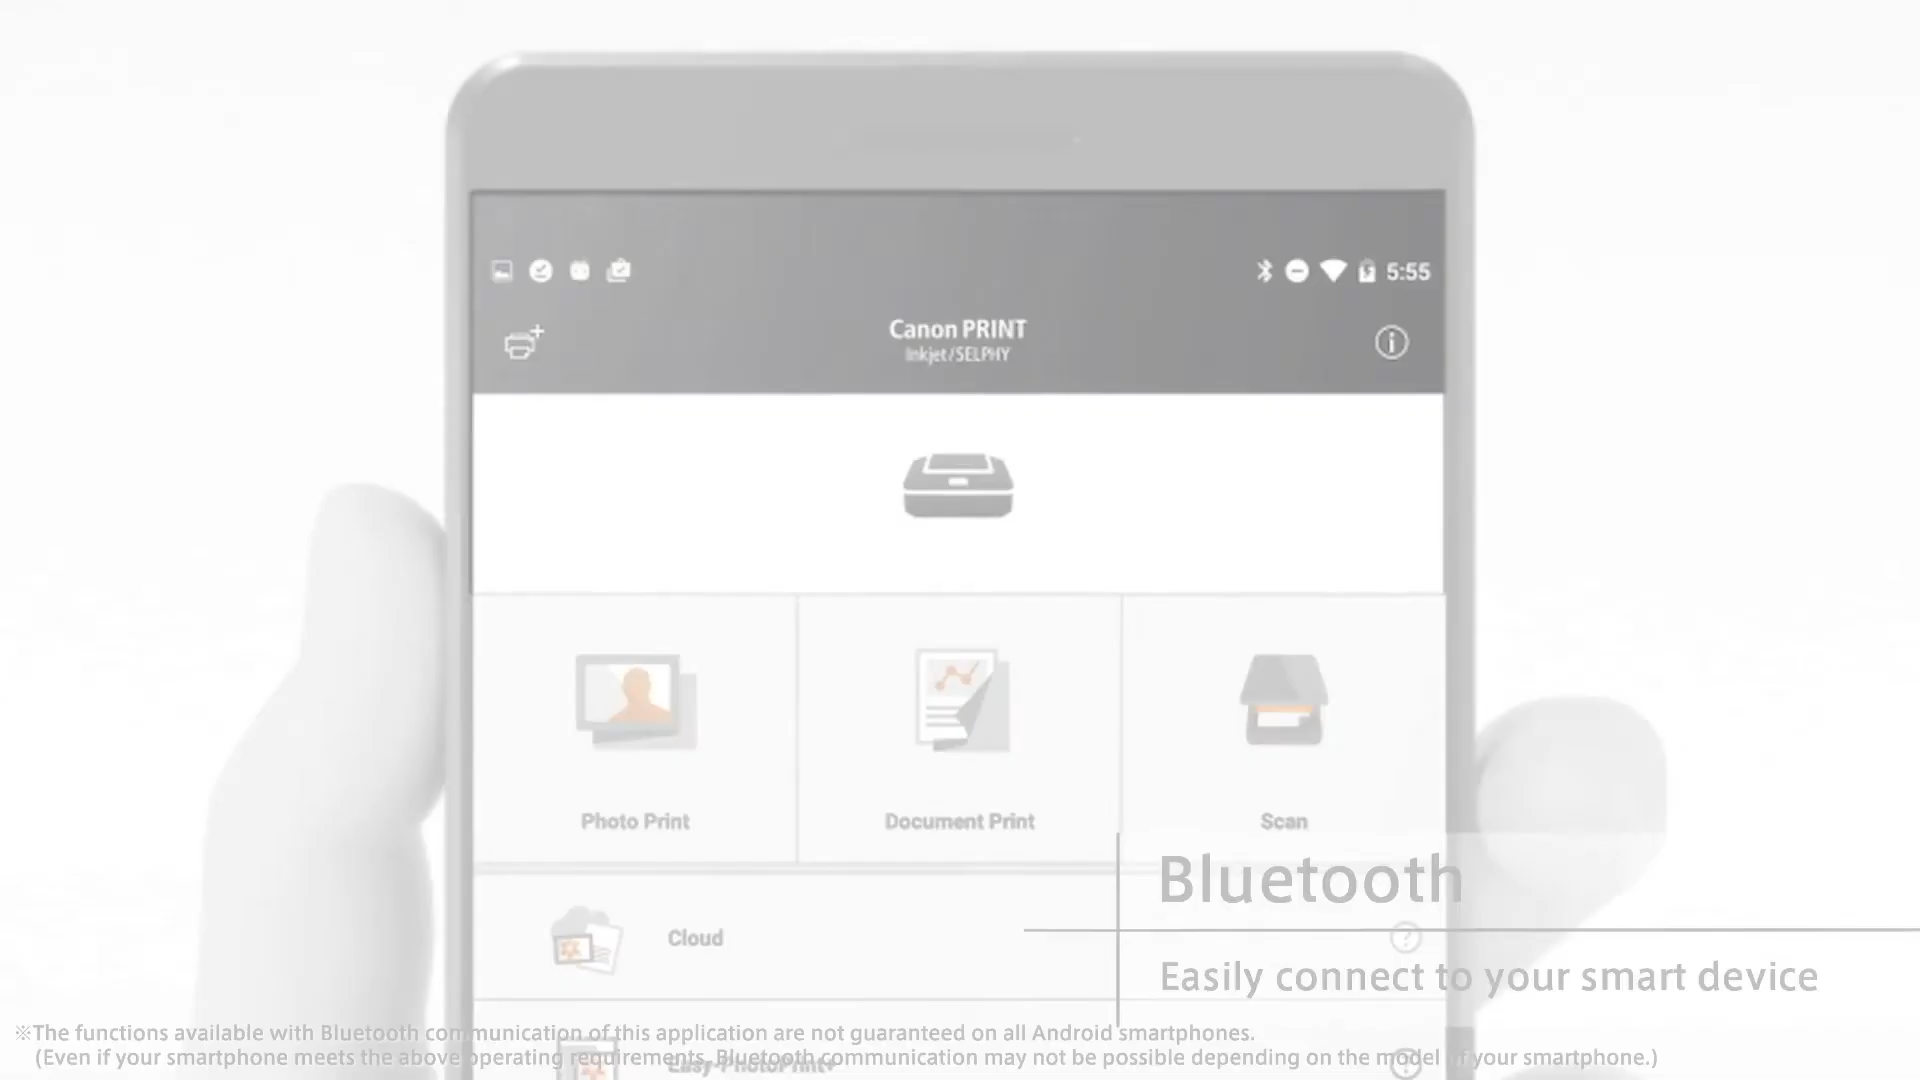 5:55
Canon PRINT
Inkjet/SELPHY
Photo Print
Document Print
Scan
Bluetooth
Cloud
Easily connect to your smart device
※The functions available with Bluetooth communication of this application are not guaranteed on all Android smartphones.
(Even if your smartphone meets the above operating requirements, Bluetooth communication may not be possible depending on the model of your smartphone.)
Easy-PhotoPrint+